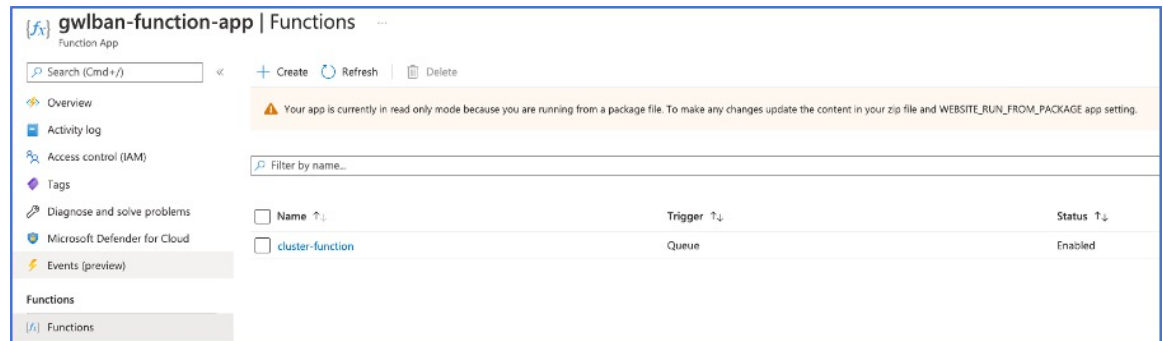 gwlban-function-app | Functions ...
Function App
Search (Cmd+/)
«
Create Refresh Delete
Overview
Your app is currently in read only mode because you are running from a package file. To make any changes update the content in your zip file and WEBSITE_RUN_FROM_PACKAGE app setting.
Activity log
Access control (IAM)
Filter by name...
Tags
Diagnose and solve problems
Name ↑↓ Trigger ↑↓ Status ↑↓
Microsoft Defender for Cloud
cluster-function Queue Enabled
Events (preview)
Functions
Functions